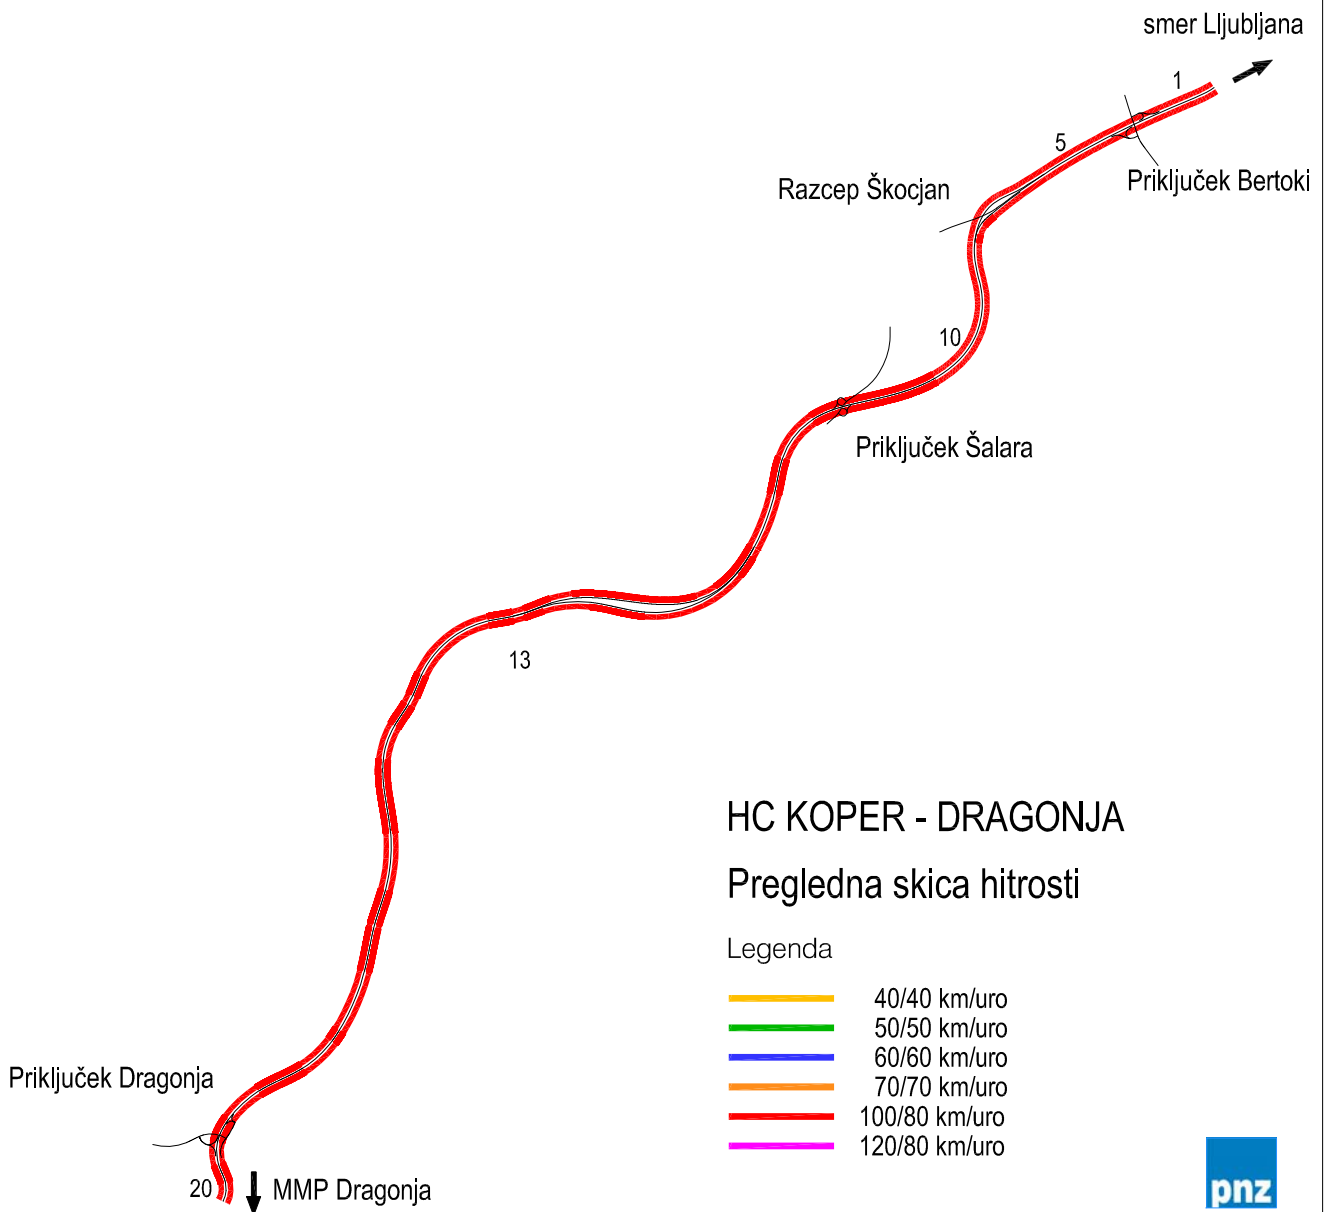 smer Lljubljana
1
5
Priključek Bertoki
Razcep Škocjan
10
Priključek Šalara
13
HC KOPER - DRAGONJA
Pregledna skica hitrosti
Legenda
40/40 km/uro
50/50 km/uro
60/60 km/uro
70/70 km/uro
100/80 km/uro
120/80 km/uro
Priključek Dragonja
20
MMP Dragonja
pnz